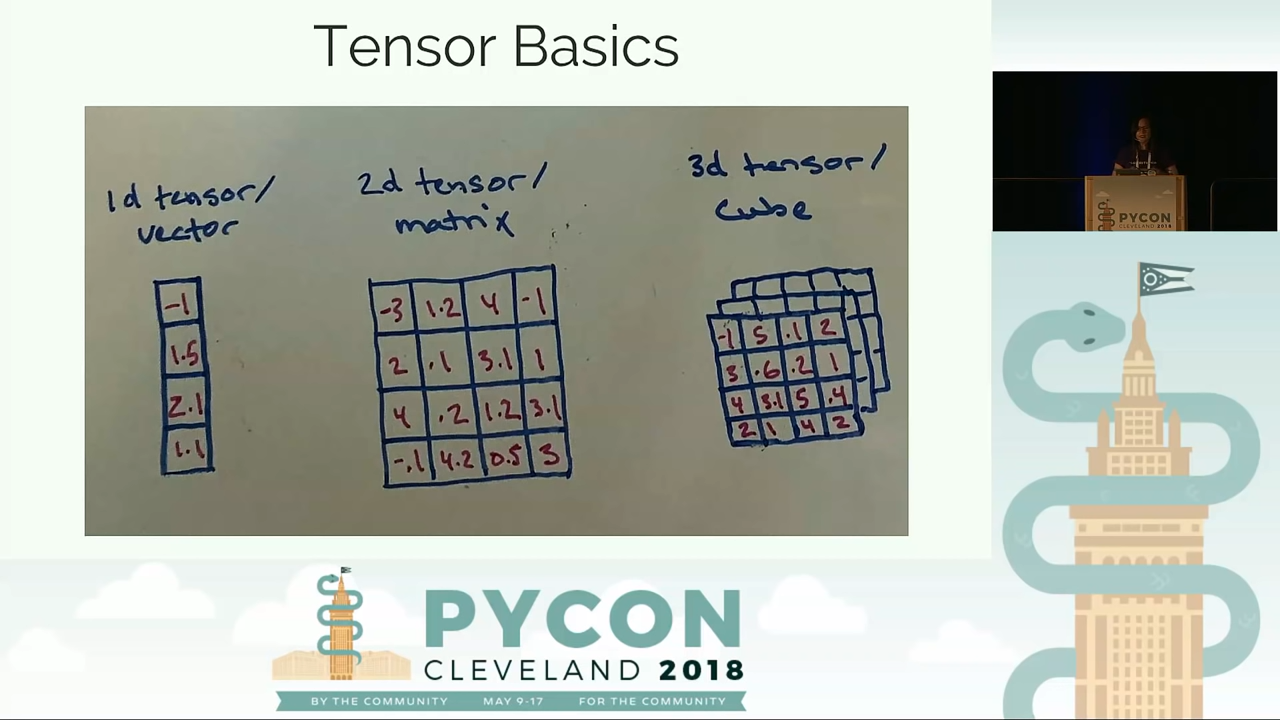 Tensor Basics
1d tensor/
vector
2d tensor/
matrix
3d tensor/
cube
-1
1.5
2.1
1.1
-3 1.2 4 -1
2 .1 3.1 1
4 .2 1.2 3.1
-.1 4.2 0.5 3
-1 5 .1 2
3 .6 .2 1
4 3.1 5 .4
2 1 4 2
PYCON
CLEVELAND 2018
PYCON
CLEVELAND 2018
BY THE COMMUNITY MAY 9-17 FOR THE COMMUNITY